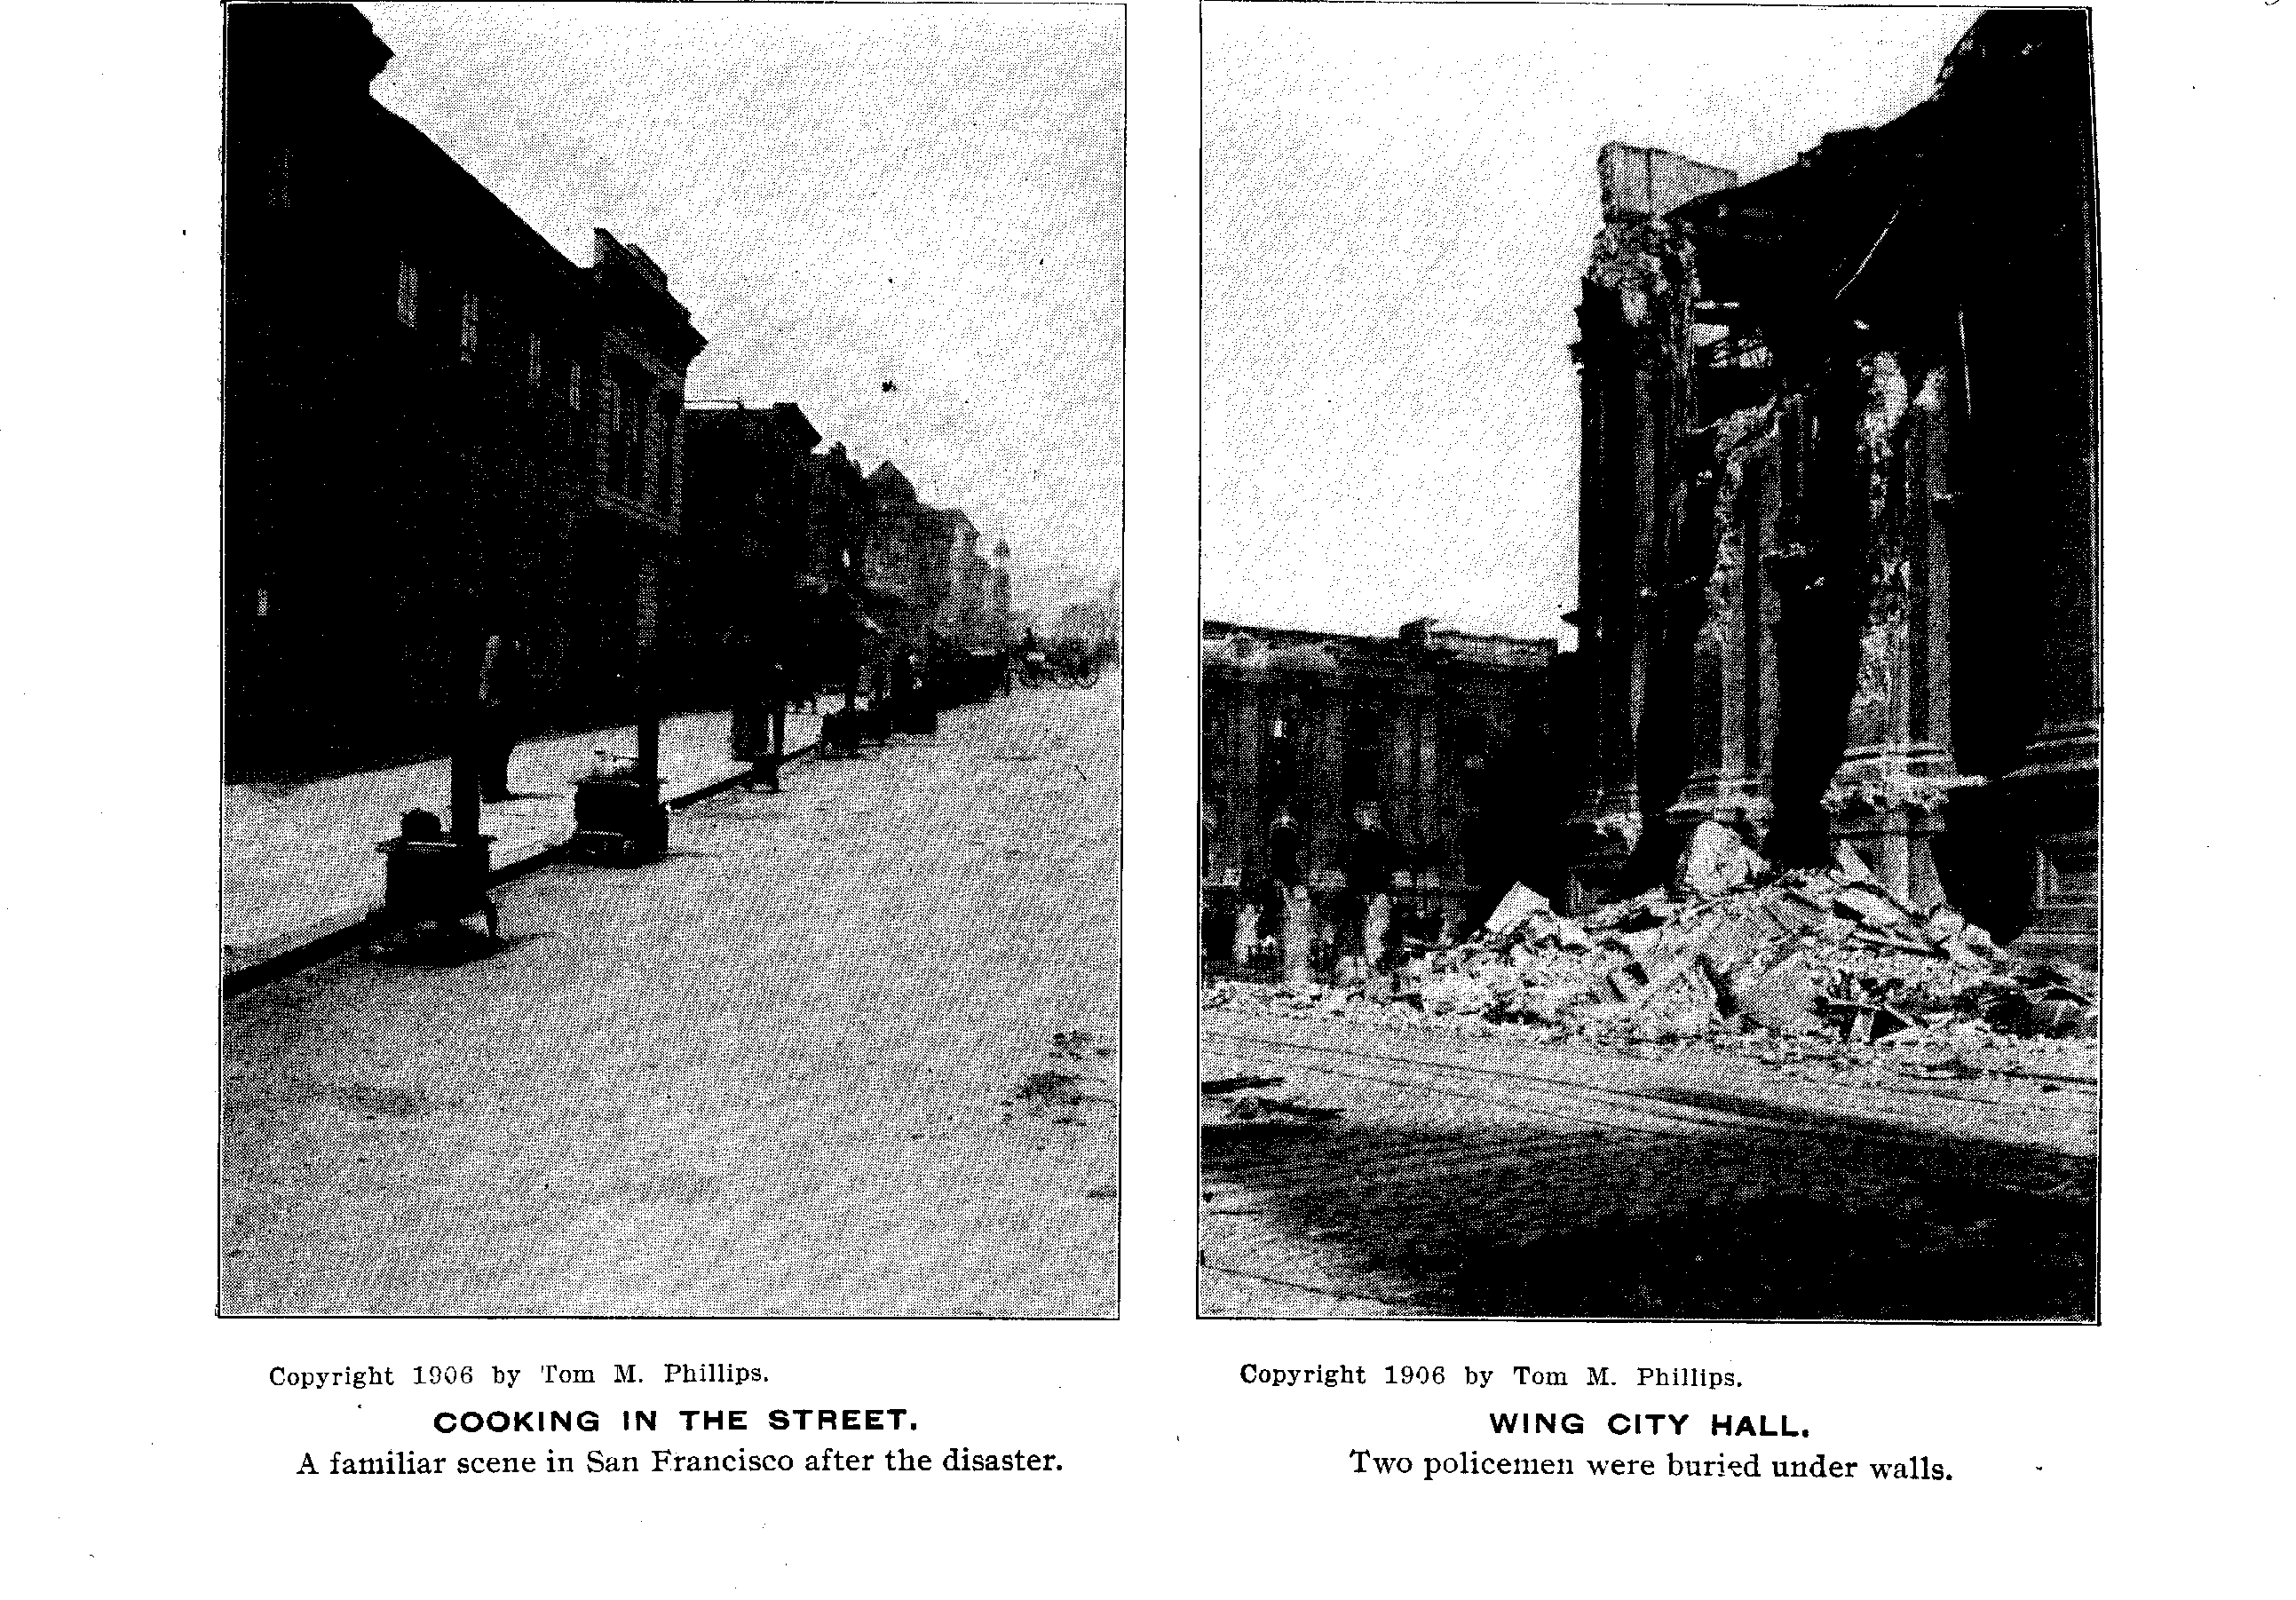 Copyright 1906 by Tom M. Phillips.
COOKING IN THE STREET.
A familiar scene in San Francisco after the disaster.
Copyright 1906 by Tom M. Phillips.
WING CITY HALL.
Two policemen were buried under walls.